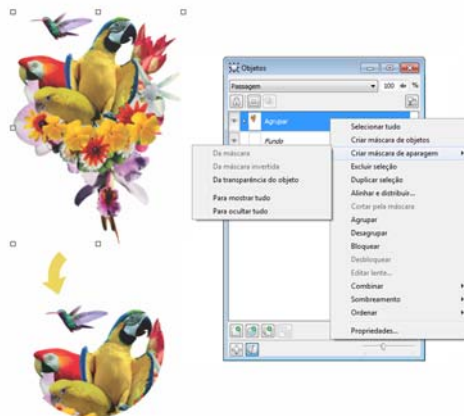 Objetos
Passagem
100
%
Agrupar
Fundo
Selecionar tudo
Criar máscara de objetos
Criar máscara de aparagem
Excluir seleção
Duplicar seleção
Alinhar e distribuir...
Cortar pela máscara
Agrupar
Desagrupar
Bloquear
Desbloquear
Editar lente...
Combinar
Sombreamento
Ordenar
Propriedades...
Da máscara
Da máscara invertida
Da transparência do objeto
Para mostrar tudo
Para ocultar tudo